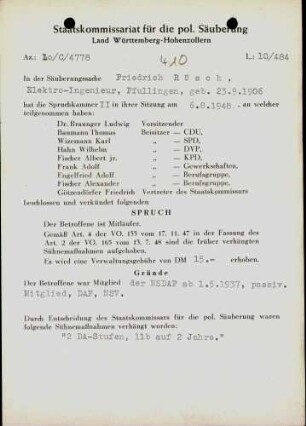 Staatskommissariat für die pol. Säuberung
Land Württemberg-Hohenzollern
Az.: 10/C/4778 L: 10/484
410
In der Säuberungssache Friedrich Rösch,
Elektro-Ingenieur, Pfullingen, geb. 23.9.1906
hat die Spruchkammer II in ihrer Sitzung am 6.8.1948 an welcher
teilgenommen haben:
Dr. Braunger Ludwig Vorsitzender
Baumann Thomas Beisitzer — CDU,
Wizemann Karl „ — SPD,
Hahn Wilhelm „ — DVP,
Fischer Albert jr. „ — KPD,
Frank Adolf „ — Gewerkschaften,
Engelfried Adolf „ — Berufsgruppe,
Fischer Alexander „ — Berufsgruppe,
Götzendörfer Friedrich Vertreter des Staatskommissars
beschlossen und verkündet folgenden
SPRUCH
Der Betroffene ist Mitläufer.
Gemäß Art. 4 der VO. 133 vom 17. 11. 47 in der Fassung des
Art. 2 der VO. 165 vom 13. 7. 48 sind die früher verhängten
Sühnemaßnahmen aufgehoben.
Es wird eine Verwaltungsgebühr von DM 15.— erhoben.
Gründe
Der Betroffene war Mitglied der NSDAP ab 1.5.1937, passiv.
Mitglied, DAF, NSV.
Durch Entscheidung des Staatskommissars für die pol. Säuberung waren
folgende Sühnemaßnahmen verhängt worden:
"2 DA-Stufen, 11b auf 2 Jahre."